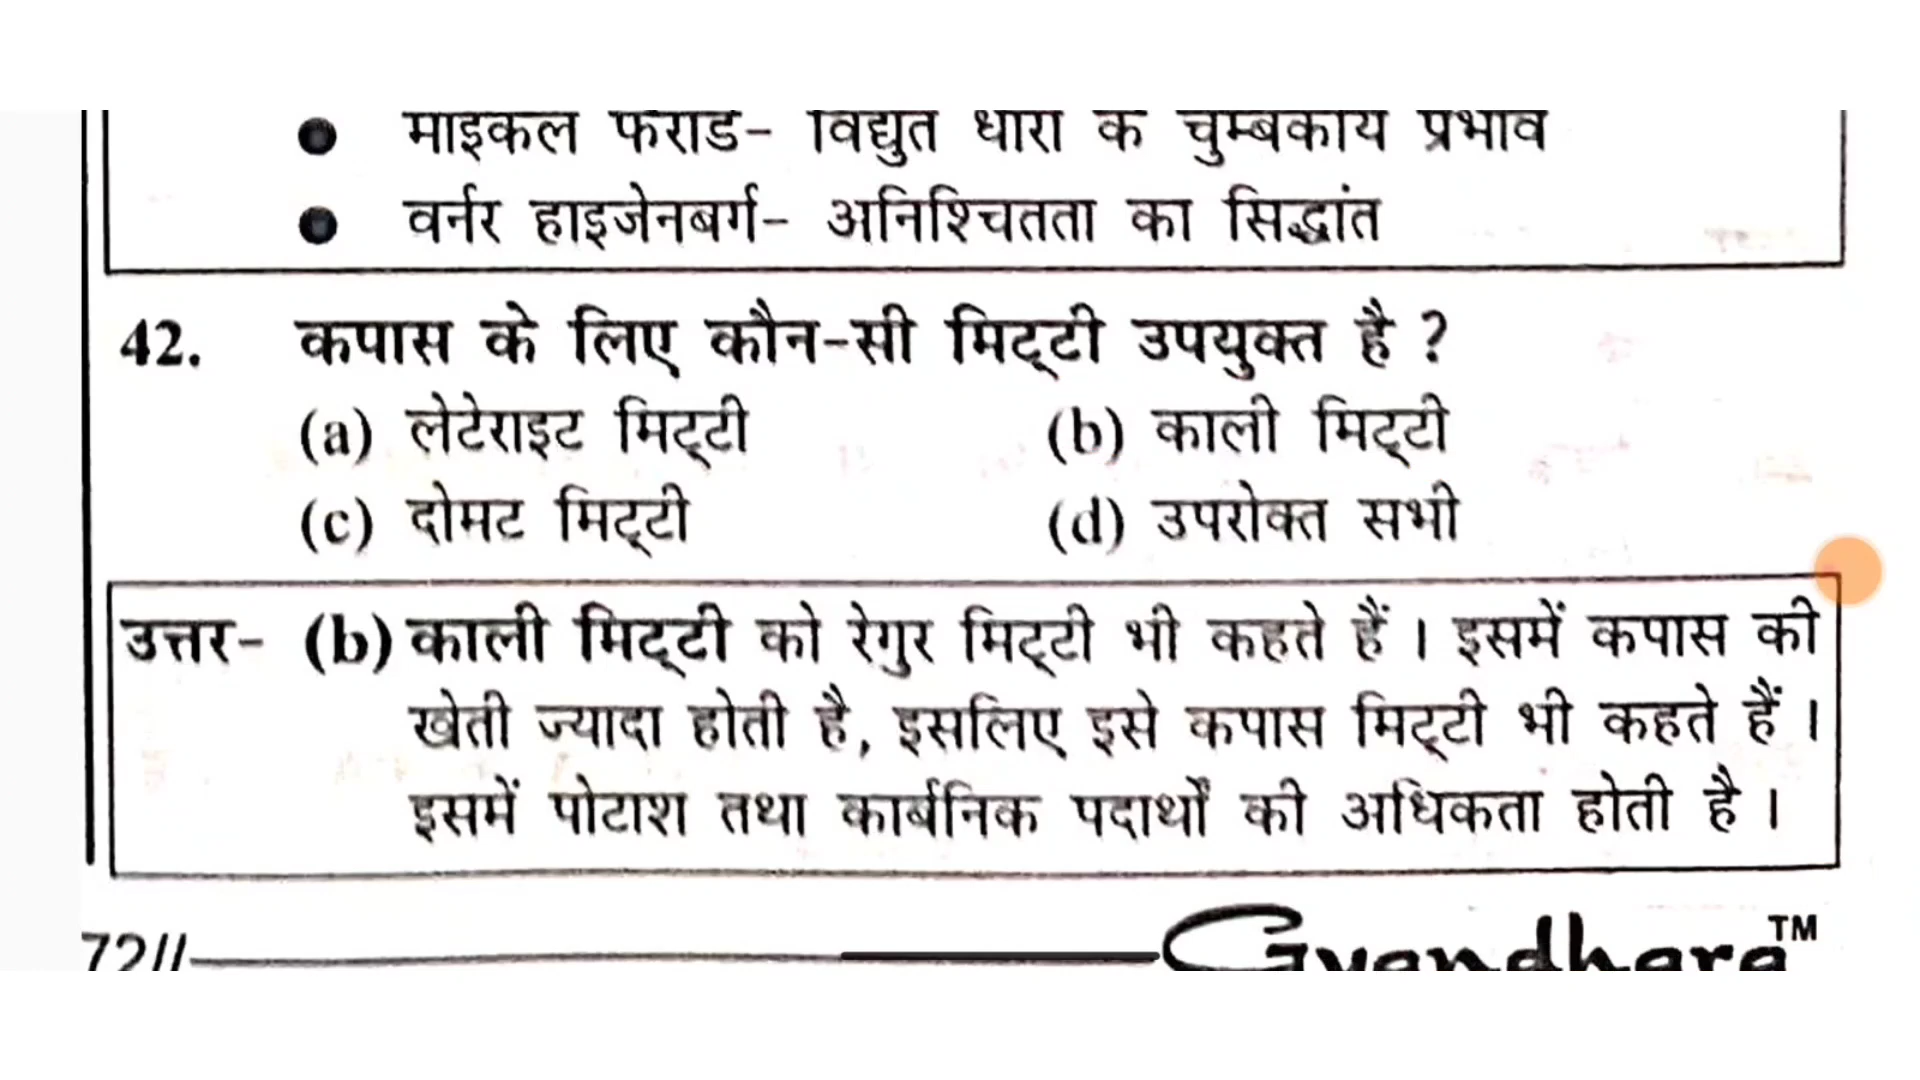 ● माइकल फैराडे- विद्युत धारा के चुम्बकीय प्रभाव
● वर्नर हाइजेनबर्ग- अनिश्चितता का सिद्धांत
42. कपास के लिए कौन-सी मिट्टी उपयुक्त है ?
(a) लेटेराइट मिट्टी (b) काली मिट्टी
(c) दोमट मिट्टी (d) उपरोक्त सभी
उत्तर- (b) काली मिट्टी को रेगुर मिट्टी भी कहते हैं। इसमें कपास की
खेती ज्यादा होती है, इसलिए इसे कपास मिट्टी भी कहते हैं।
इसमें पोटाश तथा कार्बनिक पदार्थों की अधिकता होती है।
72// Gyandhara™